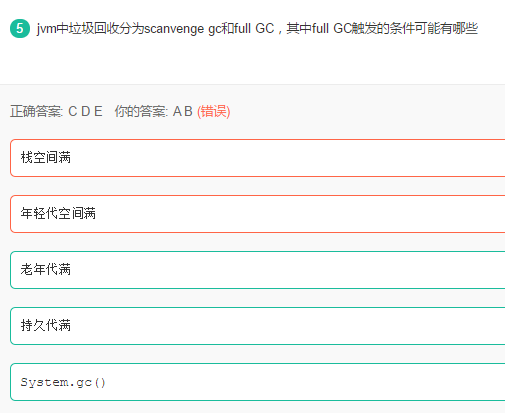 5 jvm中垃圾回收分为scanvenge gc和full GC，其中full GC触发的条件可能有哪些
正确答案: C D E 你的答案: A B (错误)
栈空间满
年轻代空间满
老年代满
持久代满
System.gc()